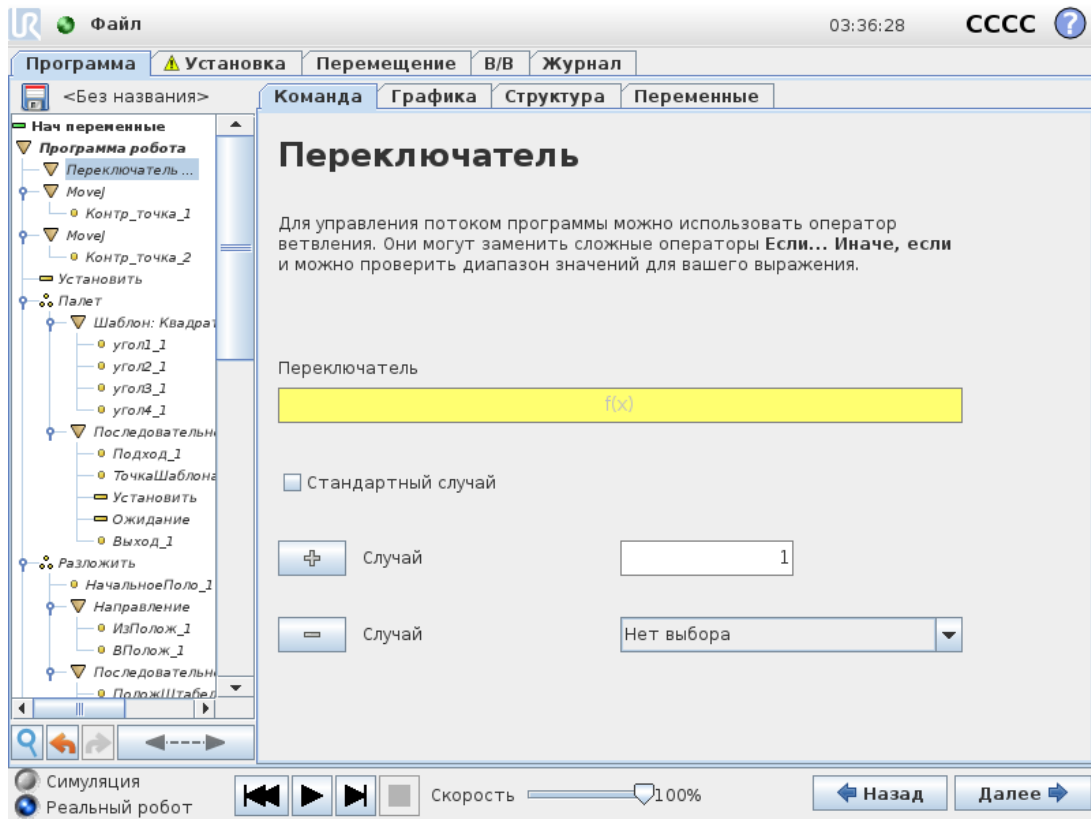 UR Файл 03:36:28 CCCC ?
Программа Установка Перемещение В/В Журнал
<Без названия> Команда Графика Структура Переменные
Нач переменные
Программа робота
Переключатель ...
MoveJ
Контр_точка_1
MoveJ
Контр_точка_2
Установить
Палет
Шаблон: Квадрат
угол1_1
угол2_1
угол3_1
угол4_1
Последовательн
Подход_1
ТочкаШаблона
Установить
Ожидание
Выход_1
Разложить
НачальноеПоло_1
Направление
ИзПолож_1
ВПолож_1
Последовательн
ПоложШтабел
Переключатель
Для управления потоком программы можно использовать оператор
ветвления. Они могут заменить сложные операторы Если... Иначе, если
и можно проверить диапазон значений для вашего выражения.
Переключатель
f(x)
Стандартный случай
Случай 1
Случай Нет выбора
Симуляция
Реальный робот
Скорость 100%
Назад Далее